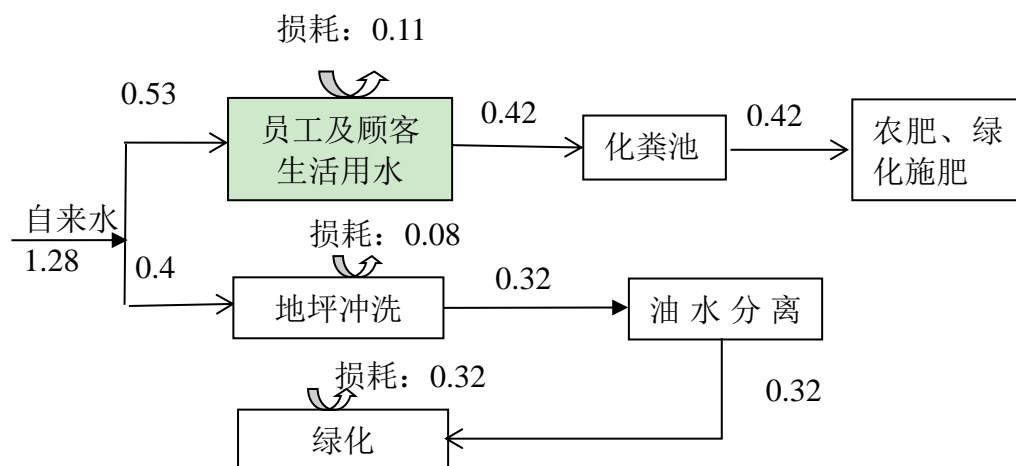 损耗：0.11
0.53
员工及顾客
生活用水
0.42
化粪池
0.42
农肥、绿
化施肥
自来水
1.28
损耗：0.08
0.4
地坪冲洗
0.32
油水分离
损耗：0.32
0.32
绿化